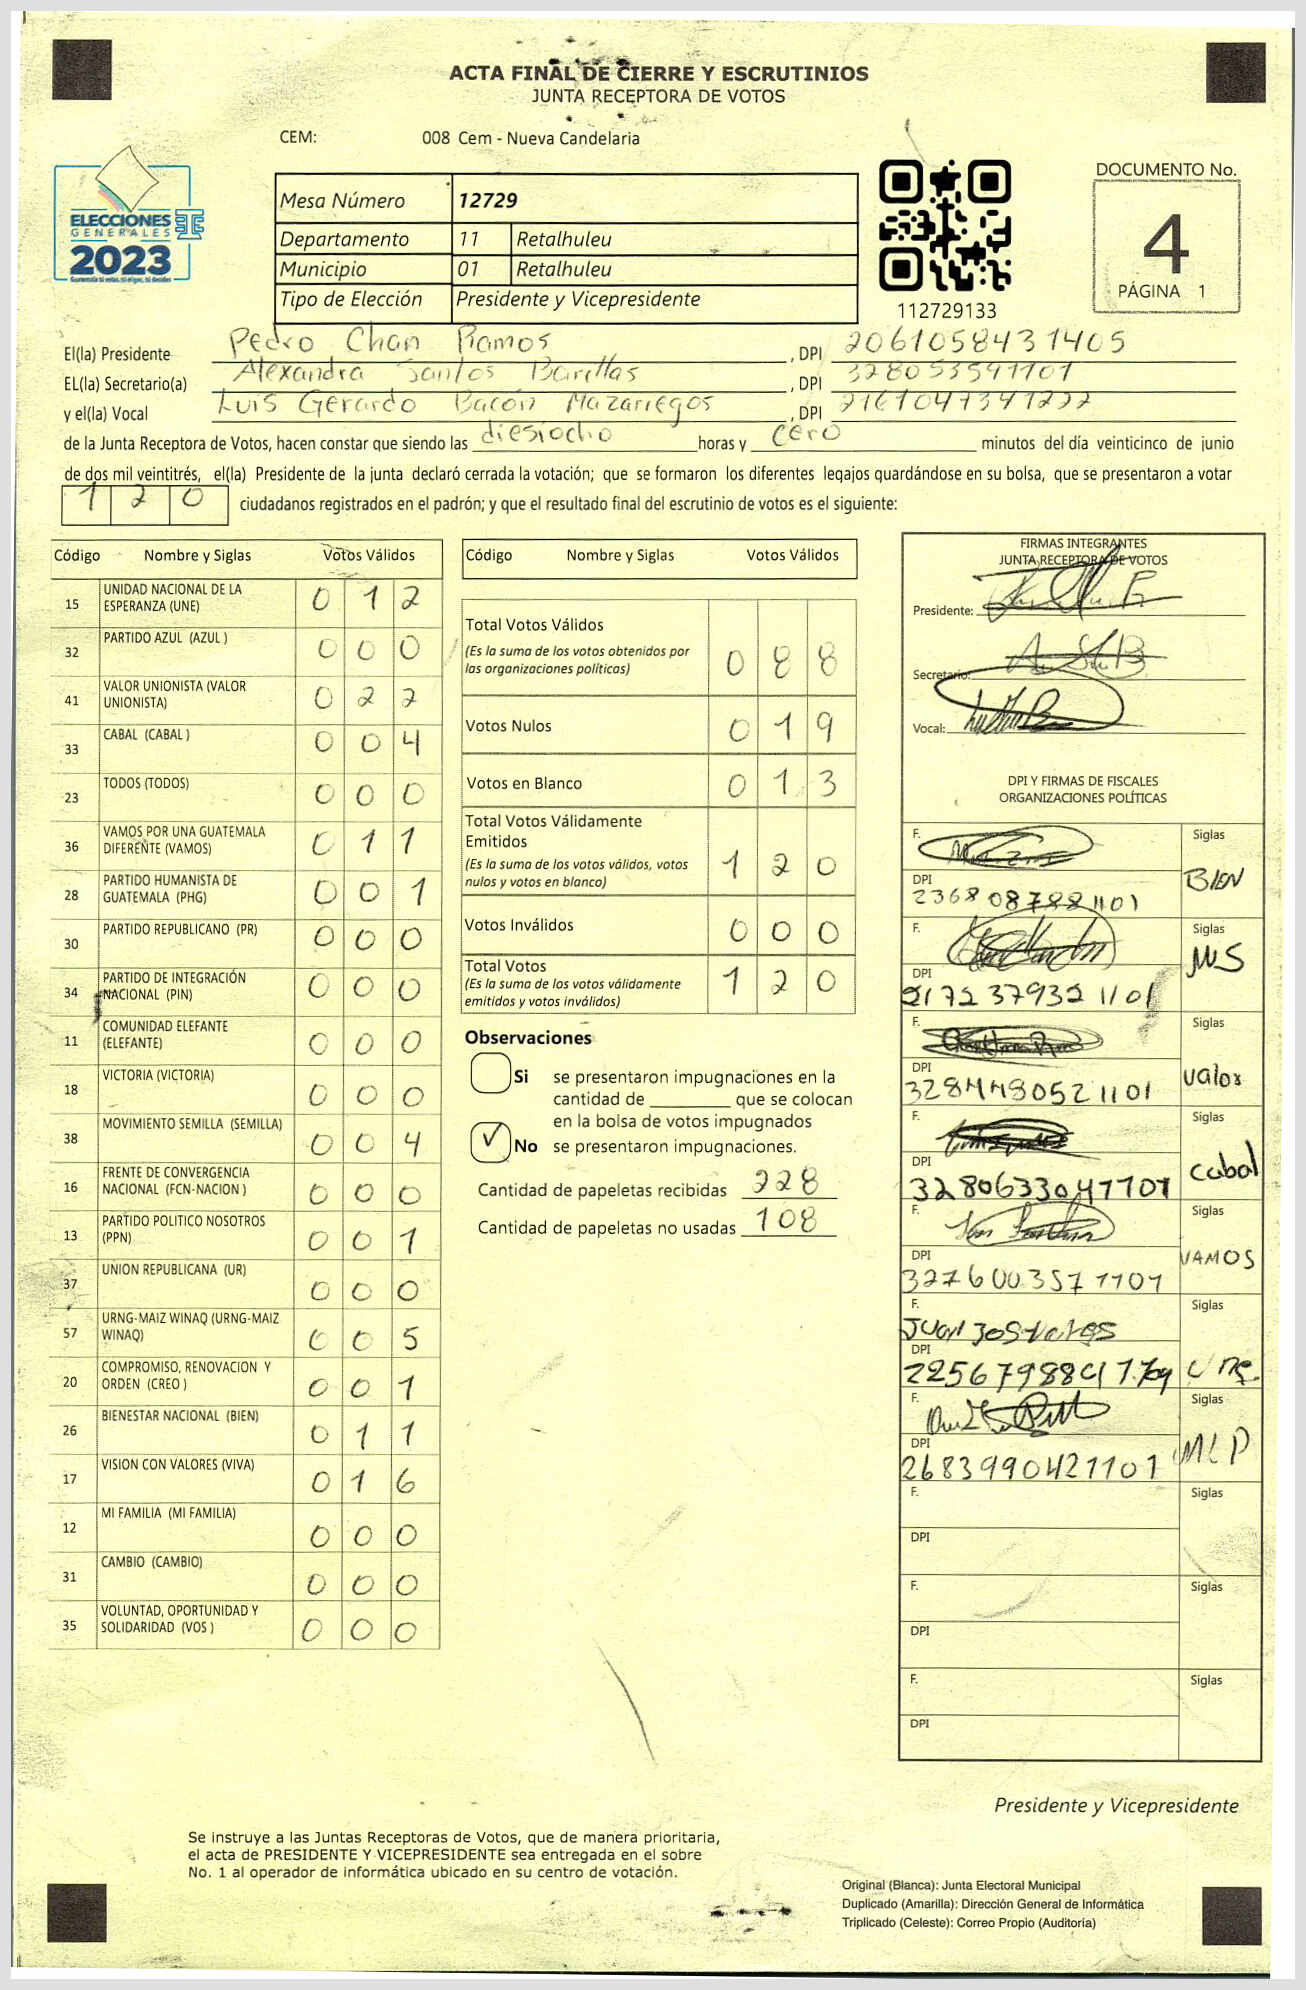 ACTA FINAL DE CIERRE Y ESCRUTINIOS
JUNTA RECEPTORA DE VOTOS
CEM: 008 Cem - Nueva Candelaria
ELECCIONES
GENERALES
2023
Mesa Número 12729
Departamento 11 Retalhuleu
Municipio 01 Retalhuleu
Tipo de Elección Presidente y Vicepresidente
112729133
DOCUMENTO No.
4
PÁGINA 1
El(la) Presidente Pedro Chan Ramos, DPI 2061058431405
EL(la) Secretario(a) Alexandra Santos Barillas, DPI 3280535911101
y el(la) Vocal Luis Gerardo Bacón Mazariegos, DPI 2161047341222
de la Junta Receptora de Votos, hacen constar que siendo las diesiocho horas y cero minutos del día veinticinco de junio
de dos mil veintitrés, el(la) Presidente de la junta declaró cerrada la votación; que se formaron los diferentes legajos guardándose en su bolsa, que se presentaron a votar
1 2 0 ciudadanos registrados en el padrón; y que el resultado final del escrutinio de votos es el siguiente:
Código Nombre y Siglas Votos Válidos
15 UNIDAD NACIONAL DE LA ESPERANZA (UNE) 0 1 2
32 PARTIDO AZUL (AZUL ) 0 0 0
41 VALOR UNIONISTA (VALOR UNIONISTA) 0 2 2
33 CABAL (CABAL ) 0 0 4
23 TODOS (TODOS) 0 0 0
36 VAMOS POR UNA GUATEMALA DIFERENTE (VAMOS) 0 1 1
28 PARTIDO HUMANISTA DE GUATEMALA (PHG) 0 0 1
30 PARTIDO REPUBLICANO (PR) 0 0 0
34 PARTIDO DE INTEGRACIÓN NACIONAL (PIN) 0 0 0
11 COMUNIDAD ELEFANTE (ELEFANTE) 0 0 0
18 VICTORIA (VICTORIA) 0 0 0
38 MOVIMIENTO SEMILLA (SEMILLA) 0 0 4
16 FRENTE DE CONVERGENCIA NACIONAL (FCN-NACION ) 0 0 0
13 PARTIDO POLITICO NOSOTROS (PPN) 0 0 1
37 UNION REPUBLICANA (UR) 0 0 0
57 URNG-MAIZ WINAQ (URNG-MAIZ WINAQ) 0 0 5
20 COMPROMISO, RENOVACION Y ORDEN (CREO ) 0 0 1
26 BIENESTAR NACIONAL (BIEN) 0 1 1
17 VISION CON VALORES (VIVA) 0 1 6
12 MI FAMILIA (MI FAMILIA) 0 0 0
31 CAMBIO (CAMBIO) 0 0 0
35 VOLUNTAD, OPORTUNIDAD Y SOLIDARIDAD (VOS ) 0 0 0
Código Nombre y Siglas Votos Válidos
Total Votos Válidos
(Es la suma de los votos obtenidos por las organizaciones políticas) 0 8 8
Votos Nulos 0 1 9
Votos en Blanco 0 1 3
Total Votos Válidamente Emitidos
(Es la suma de los votos válidos, votos nulos y votos en blanco) 1 2 0
Votos Inválidos 0 0 0
Total Votos
(Es la suma de los votos válidamente emitidos y votos inválidos) 1 2 0
Observaciones
Si se presentaron impugnaciones en la
cantidad de ________ que se colocan
en la bolsa de votos impugnados
No se presentaron impugnaciones.
Cantidad de papeletas recibidas 228
Cantidad de papeletas no usadas 108
FIRMAS INTEGRANTES
JUNTA RECEPTORA DE VOTOS
Presidente:
Secretario:
Vocal:
DPI Y FIRMAS DE FISCALES
ORGANIZACIONES POLÍTICAS
F. Siglas BIEN
DPI 2368087881101
F. Siglas MLS
DPI 2172379321101
F. Siglas Valor
DPI 3284480521101
F. Siglas cabal
DPI 3280633041101
F. Siglas VAMOS
DPI 3276003571101
F. Siglas une
DPI
F. Siglas MLP
DPI 2683990421101
F. Siglas
DPI
F. Siglas
DPI
F. Siglas
DPI
Presidente y Vicepresidente
Se instruye a las Juntas Receptoras de Votos, que de manera prioritaria,
el acta de PRESIDENTE Y VICEPRESIDENTE sea entregada en el sobre
No. 1 al operador de informática ubicado en su centro de votación.
Original (Blanca): Junta Electoral Municipal
Duplicado (Amarilla): Dirección General de Informática
Triplicado (Celeste): Correo Propio (Auditoría)